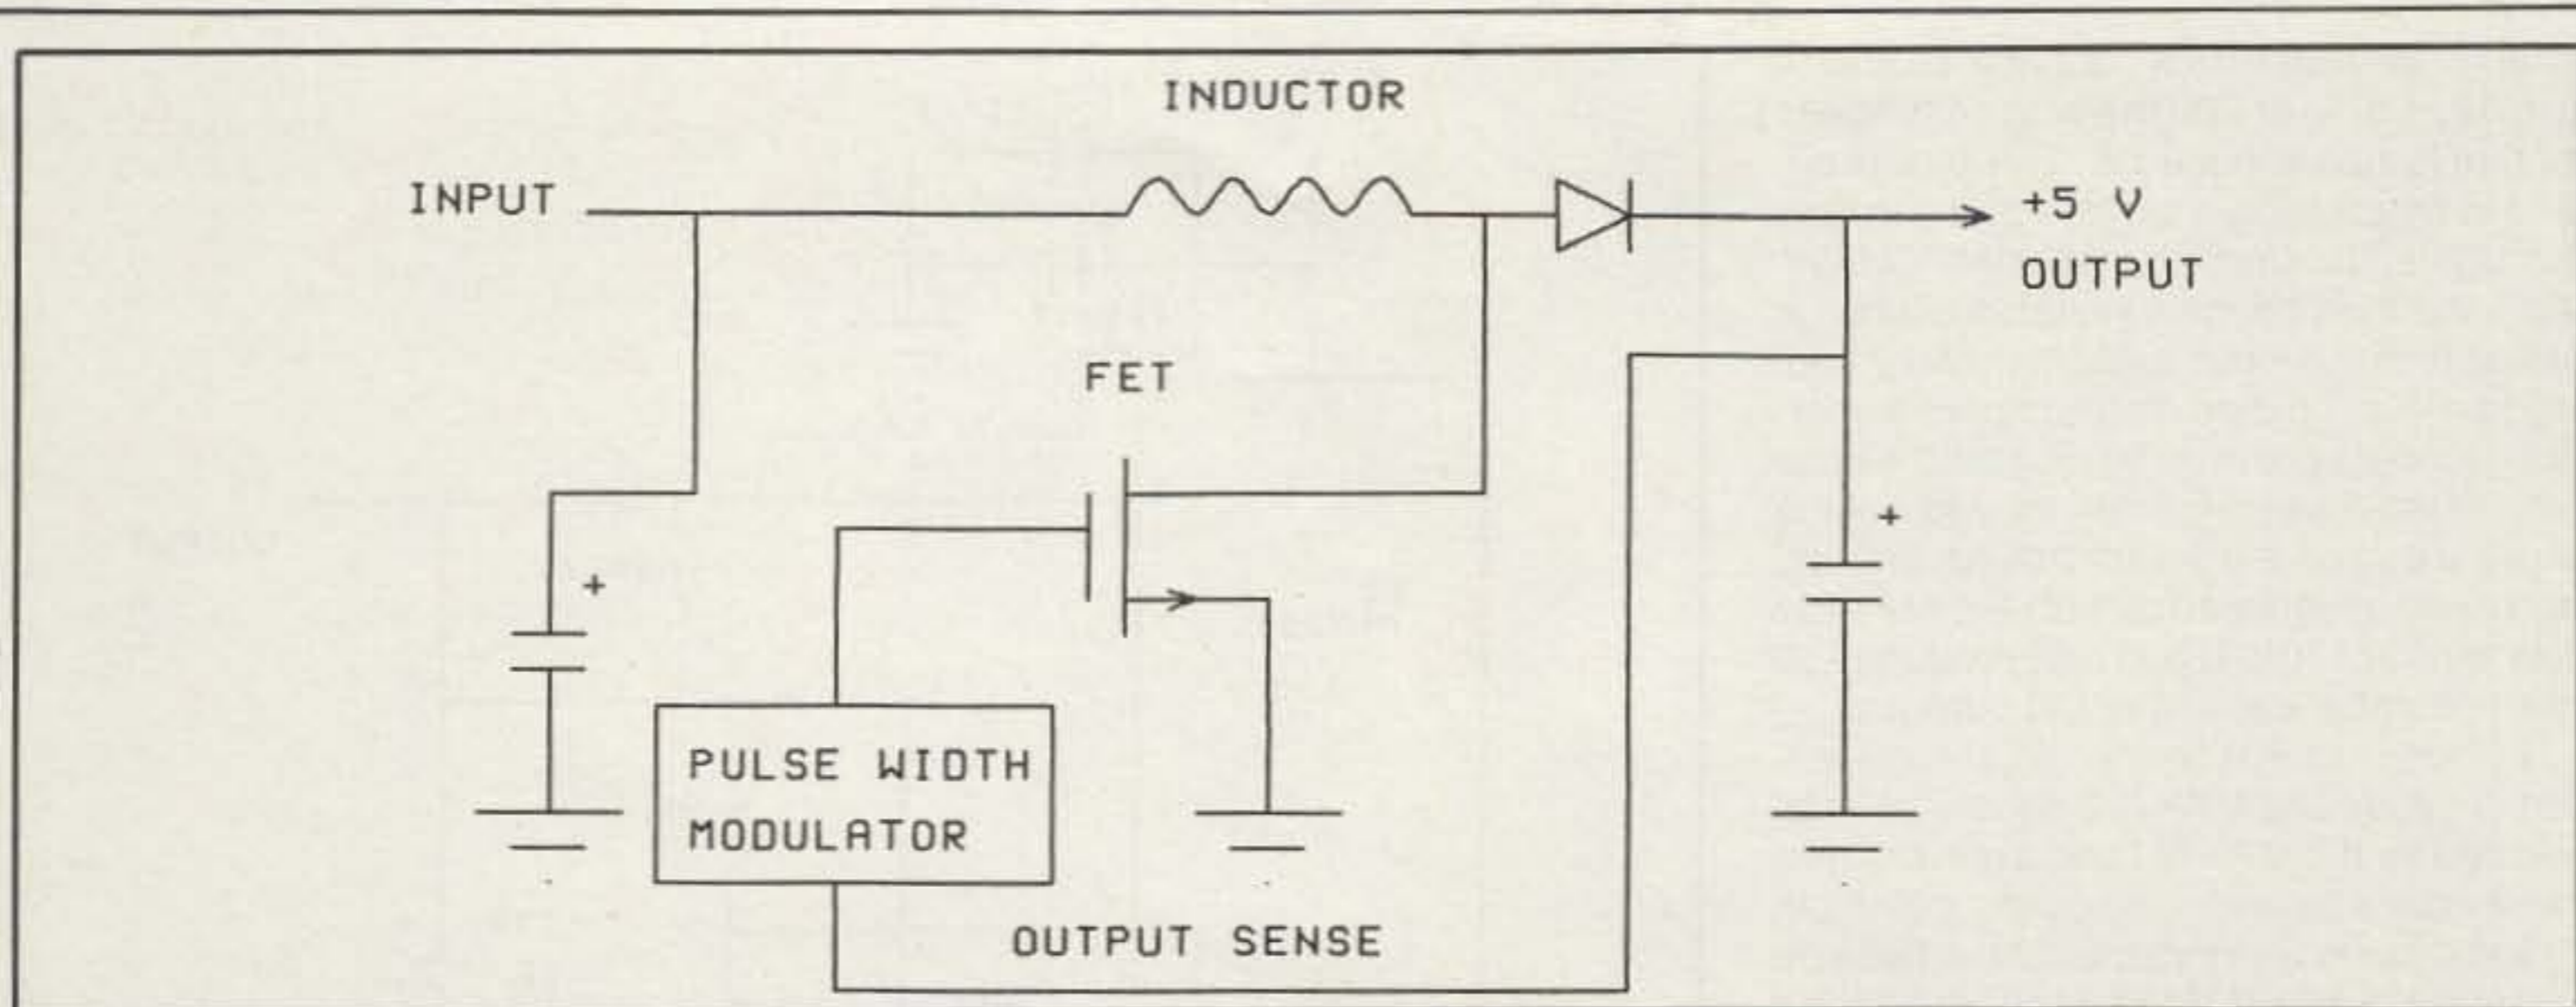 INDUCTOR
INPUT
+5 V
OUTPUT
FET
+
+
PULSE WIDTH
MODULATOR
OUTPUT SENSE